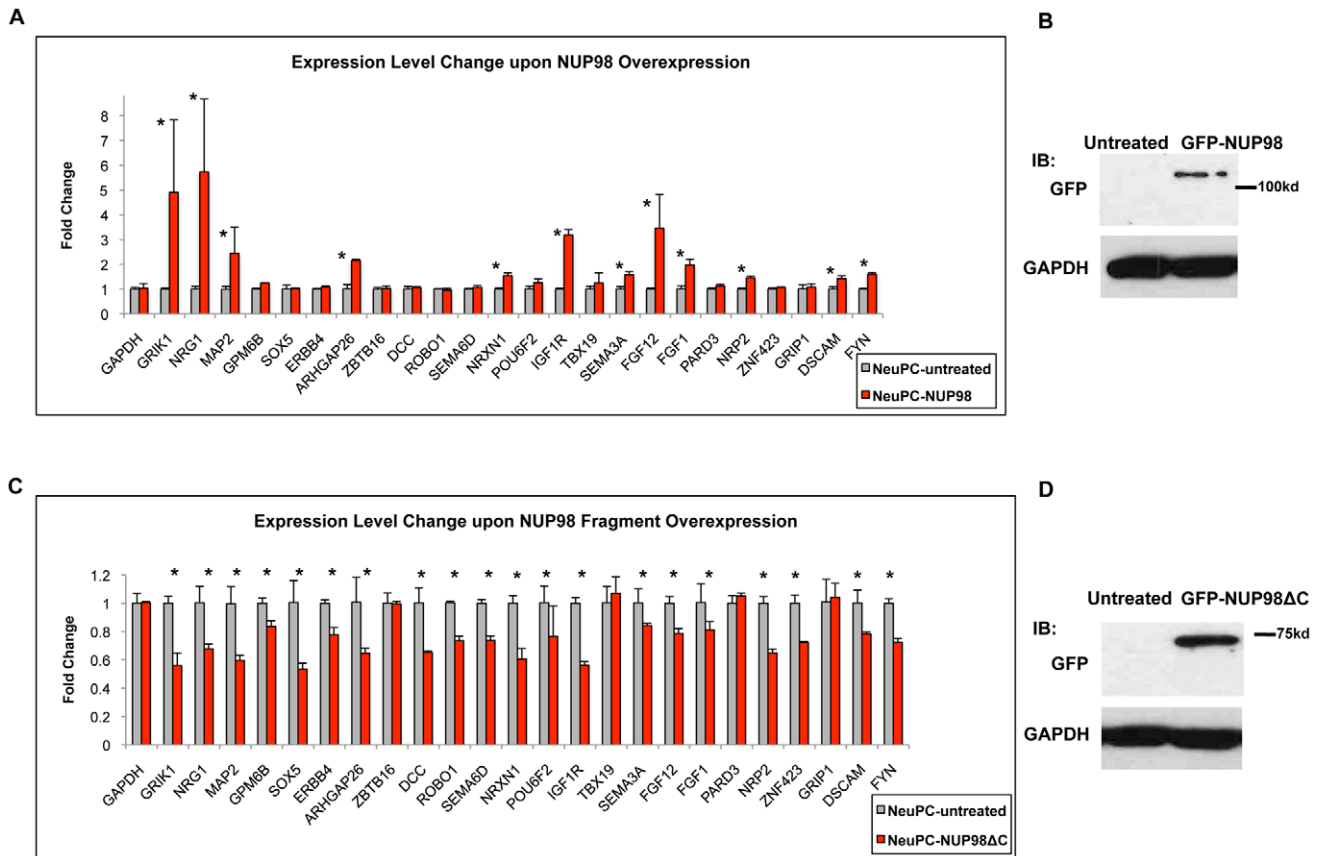 A
Expression Level Change upon NUP98 Overexpression
Fold Change
8
7
6
5
4
3
2
1
0
* * * * * * * * * * * *
GAPDH GRIK1 NRG1 MAP2 GPM6B SOX5 ERBB4 ARHGAP26 ZBTB16 DCC ROBO1 SEMA6D NRXN1 POU6F2 IGF1R TBX19 SEMA3A FGF12 FGF1 PARD3 NRP2 ZNF423 GRIP1 DSCAM FYN
NeuPC-untreated
NeuPC-NUP98
B
Untreated GFP-NUP98
IB:
GFP
100kd
GAPDH
C
Expression Level Change upon NUP98 Fragment Overexpression
Fold Change
1.2
1
0.8
0.6
0.4
0.2
0
* * * * * * * * * * * * * * * * * * * *
GAPDH GRIK1 NRG1 MAP2 GPM6B SOX5 ERBB4 ARHGAP26 ZBTB16 DCC ROBO1 SEMA6D NRXN1 POU6F2 IGF1R TBX19 SEMA3A FGF12 FGF1 PARD3 NRP2 ZNF423 GRIP1 DSCAM FYN
NeuPC-untreated
NeuPC-NUP98ΔC
D
Untreated GFP-NUP98ΔC
IB:
GFP
75kd
GAPDH